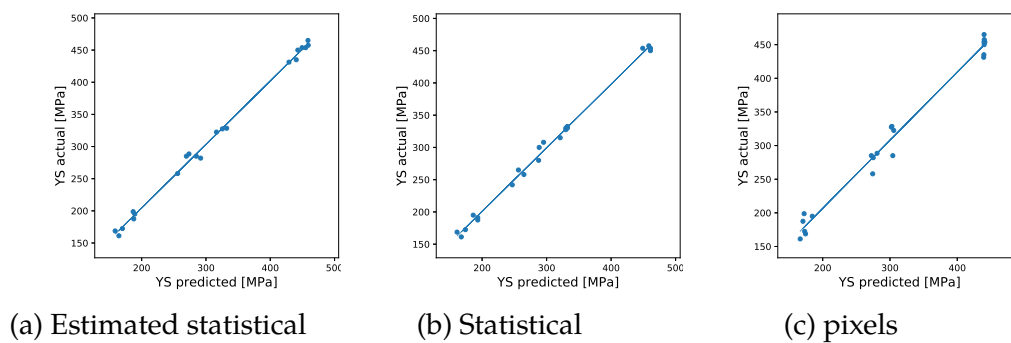 500
450
400
350
300
250
200
150
YS actual [MPa]
200 300 400 500
YS predicted [MPa]
(a) Estimated statistical
500
450
400
350
300
250
200
150
YS actual [MPa]
200 300 400 500
YS predicted [MPa]
(b) Statistical
450
400
350
300
250
200
150
YS actual [MPa]
200 300 400
YS predicted [MPa]
(c) pixels